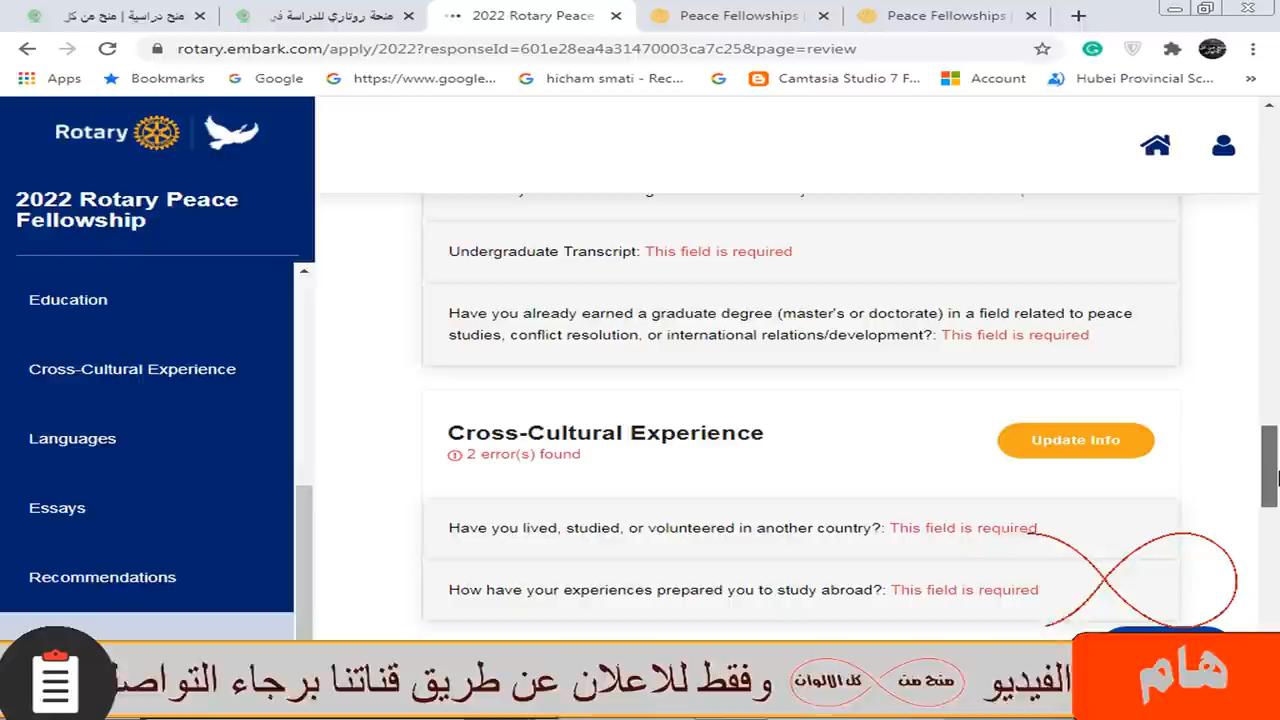 منح دراسية | منح من كل
منحة روتاري للدراسة في
2022 Rotary Peace
Peace Fellowships
Peace Fellowships
rotary.embark.com/apply/2022?responseId=601e28ea4a31470003ca7c25&page=review
Apps
Bookmarks
Google
https://www.google...
hicham smati - Rec...
Camtasia Studio 7 F...
Account
Hubei Provincial Sc...
Rotary
2022 Rotary Peace
Fellowship
Education
Cross-Cultural Experience
Languages
Essays
Recommendations
Undergraduate Transcript: This field is required
Have you already earned a graduate degree (master's or doctorate) in a field related to peace
studies, conflict resolution, or international relations/development?: This field is required
Cross-Cultural Experience
2 error(s) found
Update Info
Have you lived, studied, or volunteered in another country?: This field is required
How have your experiences prepared you to study abroad?: This field is required
هام
الفيديو
منح من كل الالوان
وفقط للاعلان عن طريق قناتنا برجاء التواصل